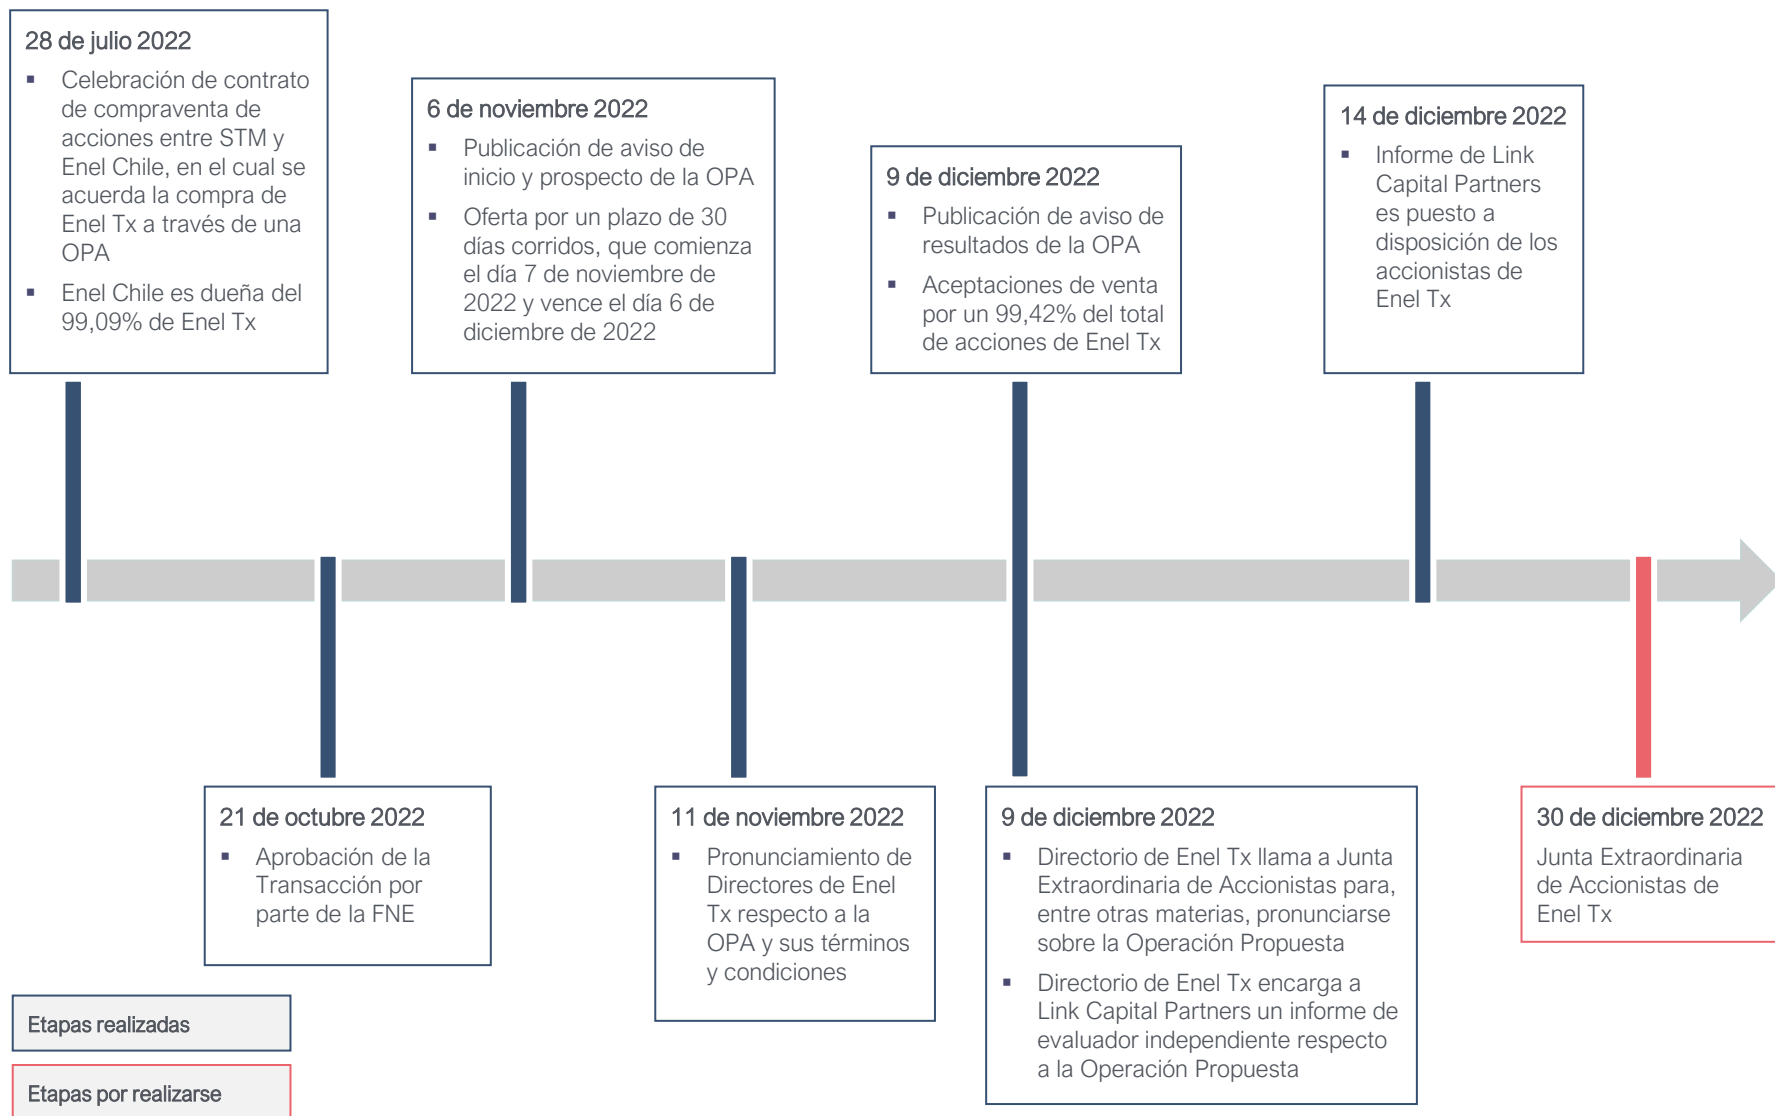 28 de julio 2022
▪ Celebración de contrato
de compraventa de
acciones entre STM y
Enel Chile, en el cual se
acuerda la compra de
Enel Tx a través de una
OPA
▪ Enel Chile es dueña del
99,09% de Enel Tx
6 de noviembre 2022
▪ Publicación de aviso de
inicio y prospecto de la OPA
▪ Oferta por un plazo de 30
días corridos, que comienza
el día 7 de noviembre de
2022 y vence el día 6 de
diciembre de 2022
9 de diciembre 2022
▪ Publicación de aviso de
resultados de la OPA
▪ Aceptaciones de venta
por un 99,42% del total
de acciones de Enel Tx
14 de diciembre 2022
▪ Informe de Link
Capital Partners
es puesto a
disposición de los
accionistas de
Enel Tx
21 de octubre 2022
▪ Aprobación de la
Transacción por
parte de la FNE
11 de noviembre 2022
▪ Pronunciamiento de
Directores de Enel
Tx respecto a la
OPA y sus términos
y condiciones
9 de diciembre 2022
▪ Directorio de Enel Tx llama a Junta
Extraordinaria de Accionistas para,
entre otras materias, pronunciarse
sobre la Operación Propuesta
▪ Directorio de Enel Tx encarga a
Link Capital Partners un informe de
evaluador independiente respecto
a la Operación Propuesta
30 de diciembre 2022
Junta Extraordinaria
de Accionistas de
Enel Tx
Etapas realizadas
Etapas por realizarse